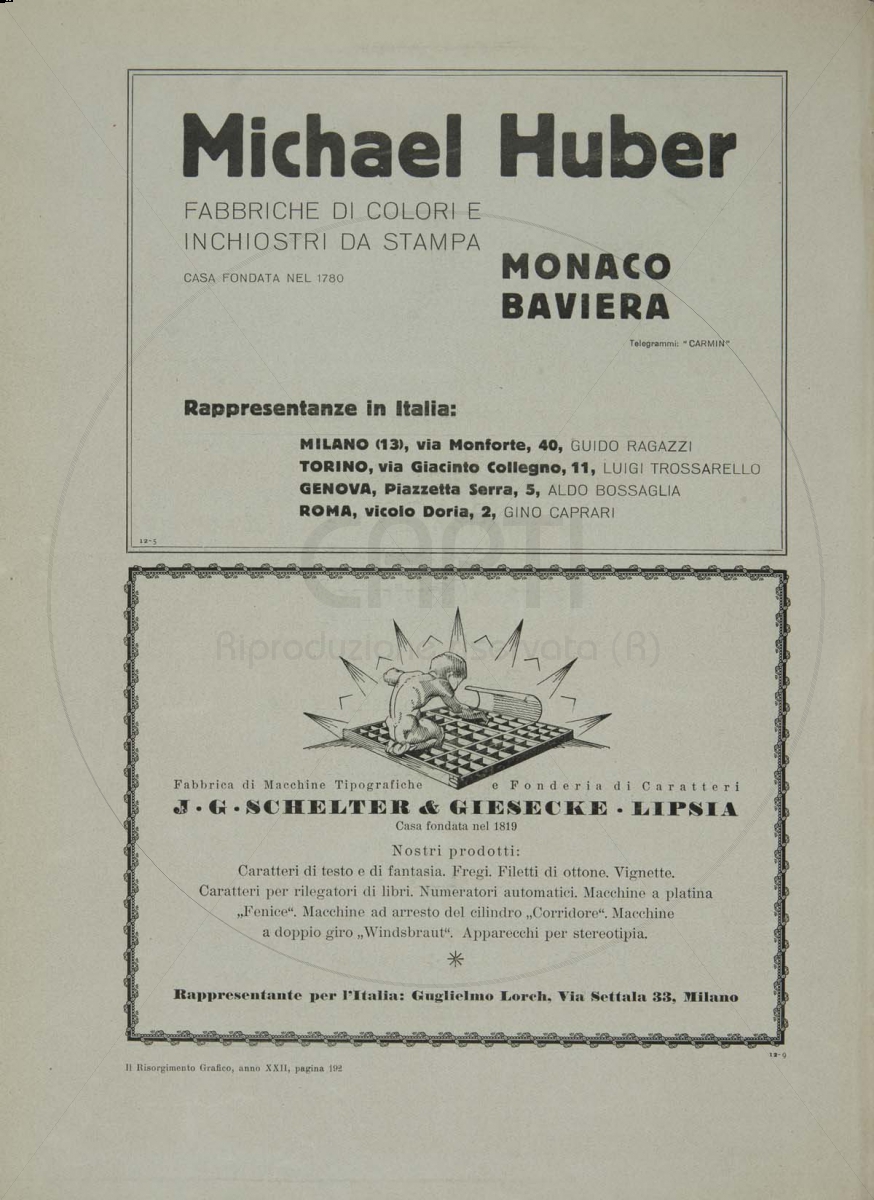 Michael Huber
FABBRICHE DI COLORI E
INCHIOSTRI DA STAMPA
CASA FONDATA NEL 1780
MONACO
BAVIERA
Telegrammi: "CARMIN"
Rappresentanze in Italia:
MILANO (13), via Monforte, 40, GUIDO RAGAZZI
TORINO, via Giacinto Collegno, 11, LUIGI TROSSARELLO
GENOVA, Piazzetta Serra, 5, ALDO BOSSAGLIA
ROMA, vicolo Doria, 2, GINO CAPRARI
12-5
Riproduzione riservata (R)
Fabbrica di Macchine Tipografiche e Fonderia di Caratteri
J · G · SCHELTER & GIESECKE · LIPSIA
Casa fondata nel 1819
Nostri prodotti:
Caratteri di testo e di fantasia. Fregi. Filetti di ottone. Vignette.
Caratteri per rilegatori di libri. Numeratori automatici. Macchine a platina
„Fenice“. Macchine ad arresto del cilindro „Corridore“. Macchine
a doppio giro „Windsbraut“. Apparecchi per stereotipia.
Rappresentante per l'Italia: Guglielmo Lorch, Via Settala 33, Milano
12-9
Il Risorgimento Grafico, anno XXII, pagina 192